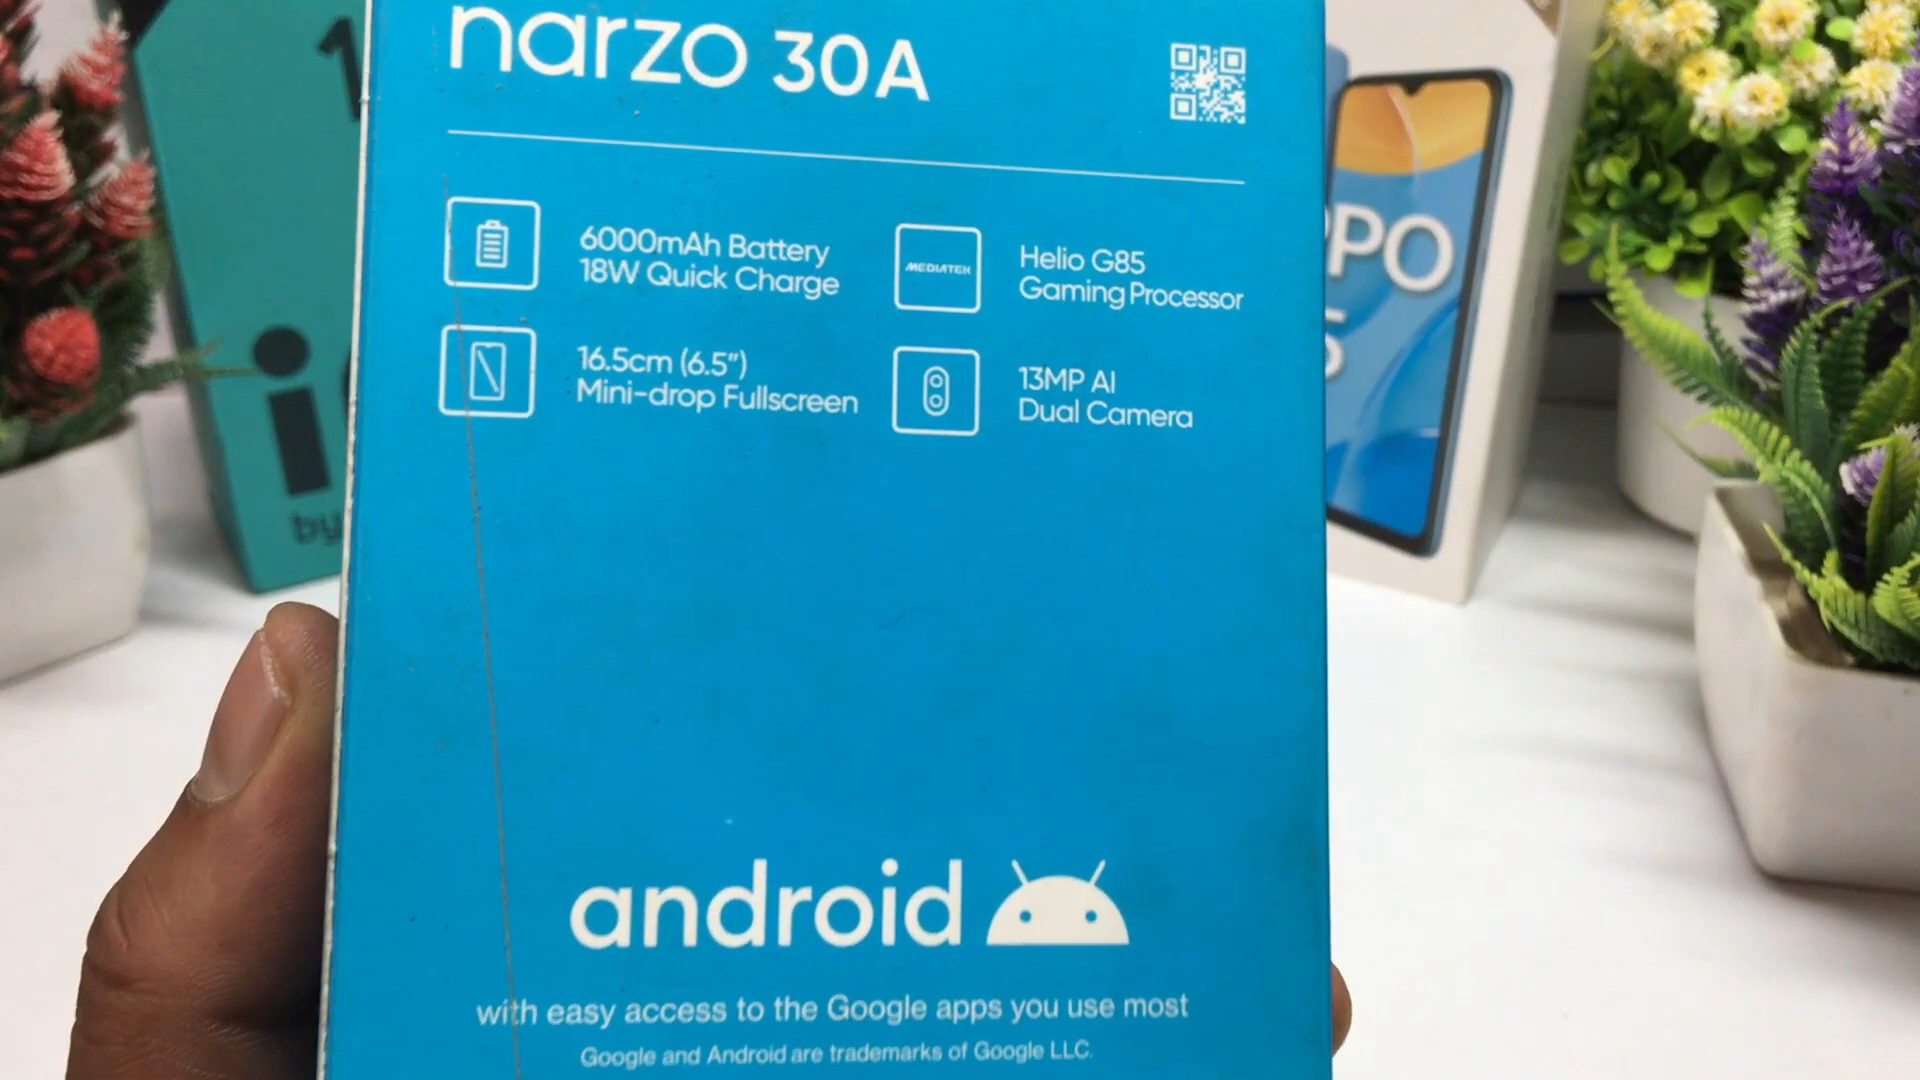 narzo 30A
6000mAh Battery
18W Quick Charge
MEDIATEK
Helio G85
Gaming Processor
16.5cm (6.5")
Mini-drop Fullscreen
13MP AI
Dual Camera
android
with easy access to the Google apps you use most
Google and Android are trademarks of Google LLC.
PPO
by